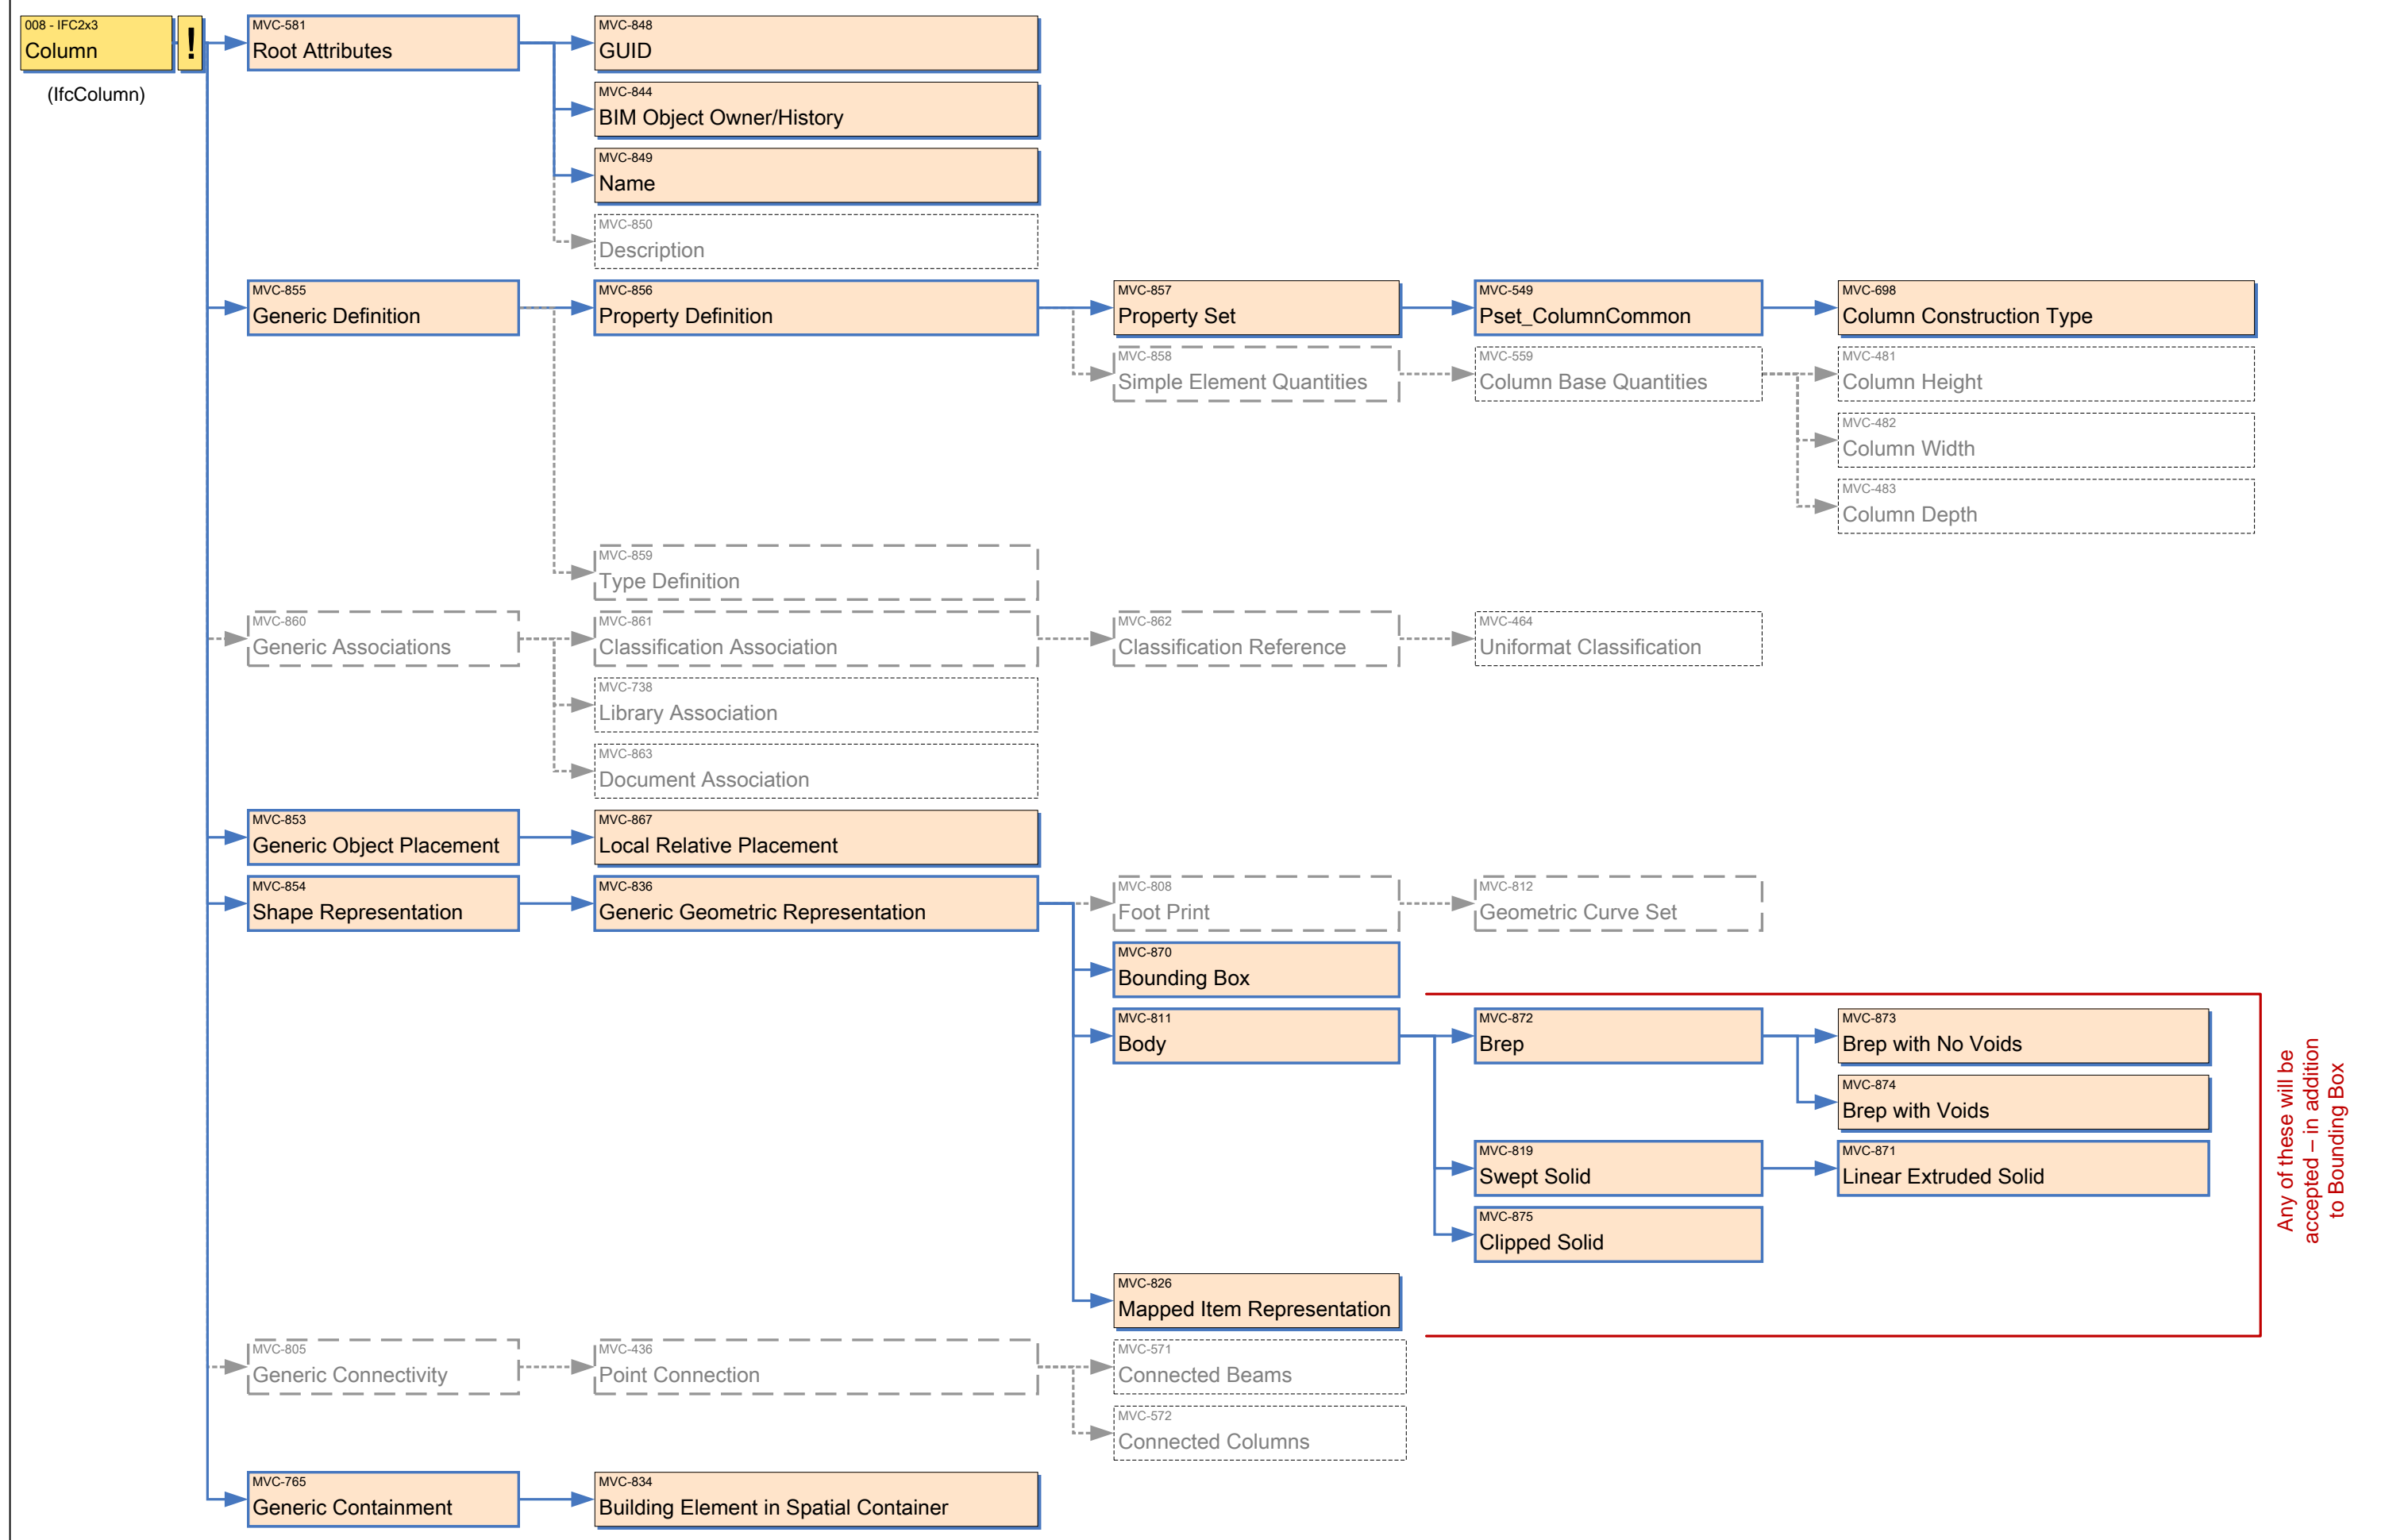 008 - IFC2x3
Column
!
(IfcColumn)
MVC-581
Root Attributes
MVC-848
GUID
MVC-844
BIM Object Owner/History
MVC-849
Name
MVC-850
Description
MVC-855
Generic Definition
MVC-856
Property Definition
MVC-857
Property Set
MVC-549
Pset_ColumnCommon
MVC-698
Column Construction Type
MVC-858
Simple Element Quantities
MVC-559
Column Base Quantities
MVC-481
Column Height
MVC-482
Column Width
MVC-483
Column Depth
MVC-859
Type Definition
MVC-860
Generic Associations
MVC-861
Classification Association
MVC-862
Classification Reference
MVC-464
Uniformat Classification
MVC-738
Library Association
MVC-863
Document Association
MVC-853
Generic Object Placement
MVC-867
Local Relative Placement
MVC-854
Shape Representation
MVC-836
Generic Geometric Representation
MVC-808
Foot Print
MVC-812
Geometric Curve Set
MVC-870
Bounding Box
MVC-811
Body
MVC-872
Brep
MVC-873
Brep with No Voids
MVC-874
Brep with Voids
MVC-819
Swept Solid
MVC-871
Linear Extruded Solid
MVC-875
Clipped Solid
MVC-826
Mapped Item Representation
Any of these will be
accepted – in addition
to Bounding Box
MVC-805
Generic Connectivity
MVC-436
Point Connection
MVC-571
Connected Beams
MVC-572
Connected Columns
MVC-765
Generic Containment
MVC-834
Building Element in Spatial Container